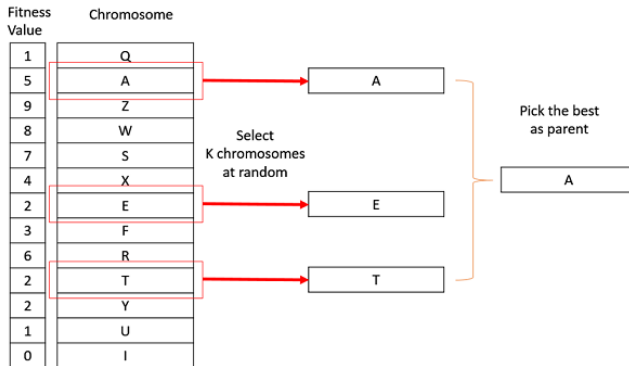 Fitness
Value
Chromosome
1 Q
5 A
9 Z
8 W
7 S
4 X
2 E
3 F
6 R
2 T
2 Y
1 U
0 I
Select
K chromosomes
at random
A
E
T
Pick the best
as parent
A